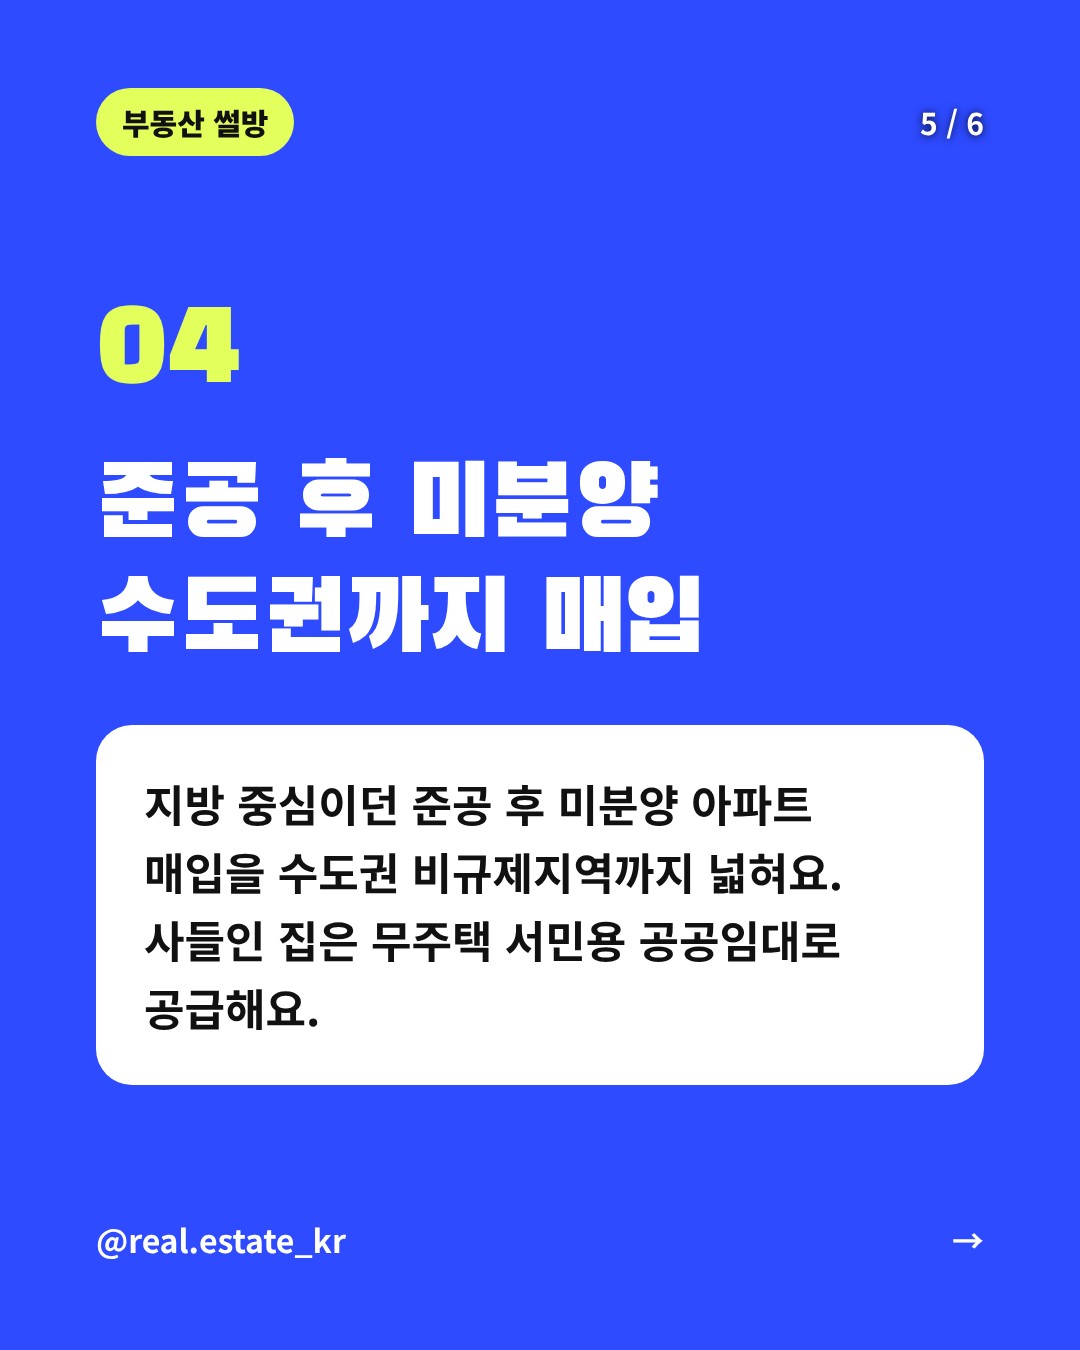 부동산 썰방
5 / 6
04
준공 후 미분양
수도권까지 매입
지방 중심이던 준공 후 미분양 아파트
매입을 수도권 비규제지역까지 넓혀요.
사들인 집은 무주택 서민용 공공임대로
공급해요.
@real.estate_kr
→